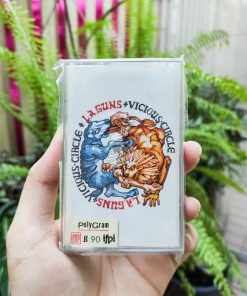 L.A GUNS • VICIOUS • CIRCLE • L.A GUNS • VICIOUS • CIRCLE
PolyGram
B 90 ifpi